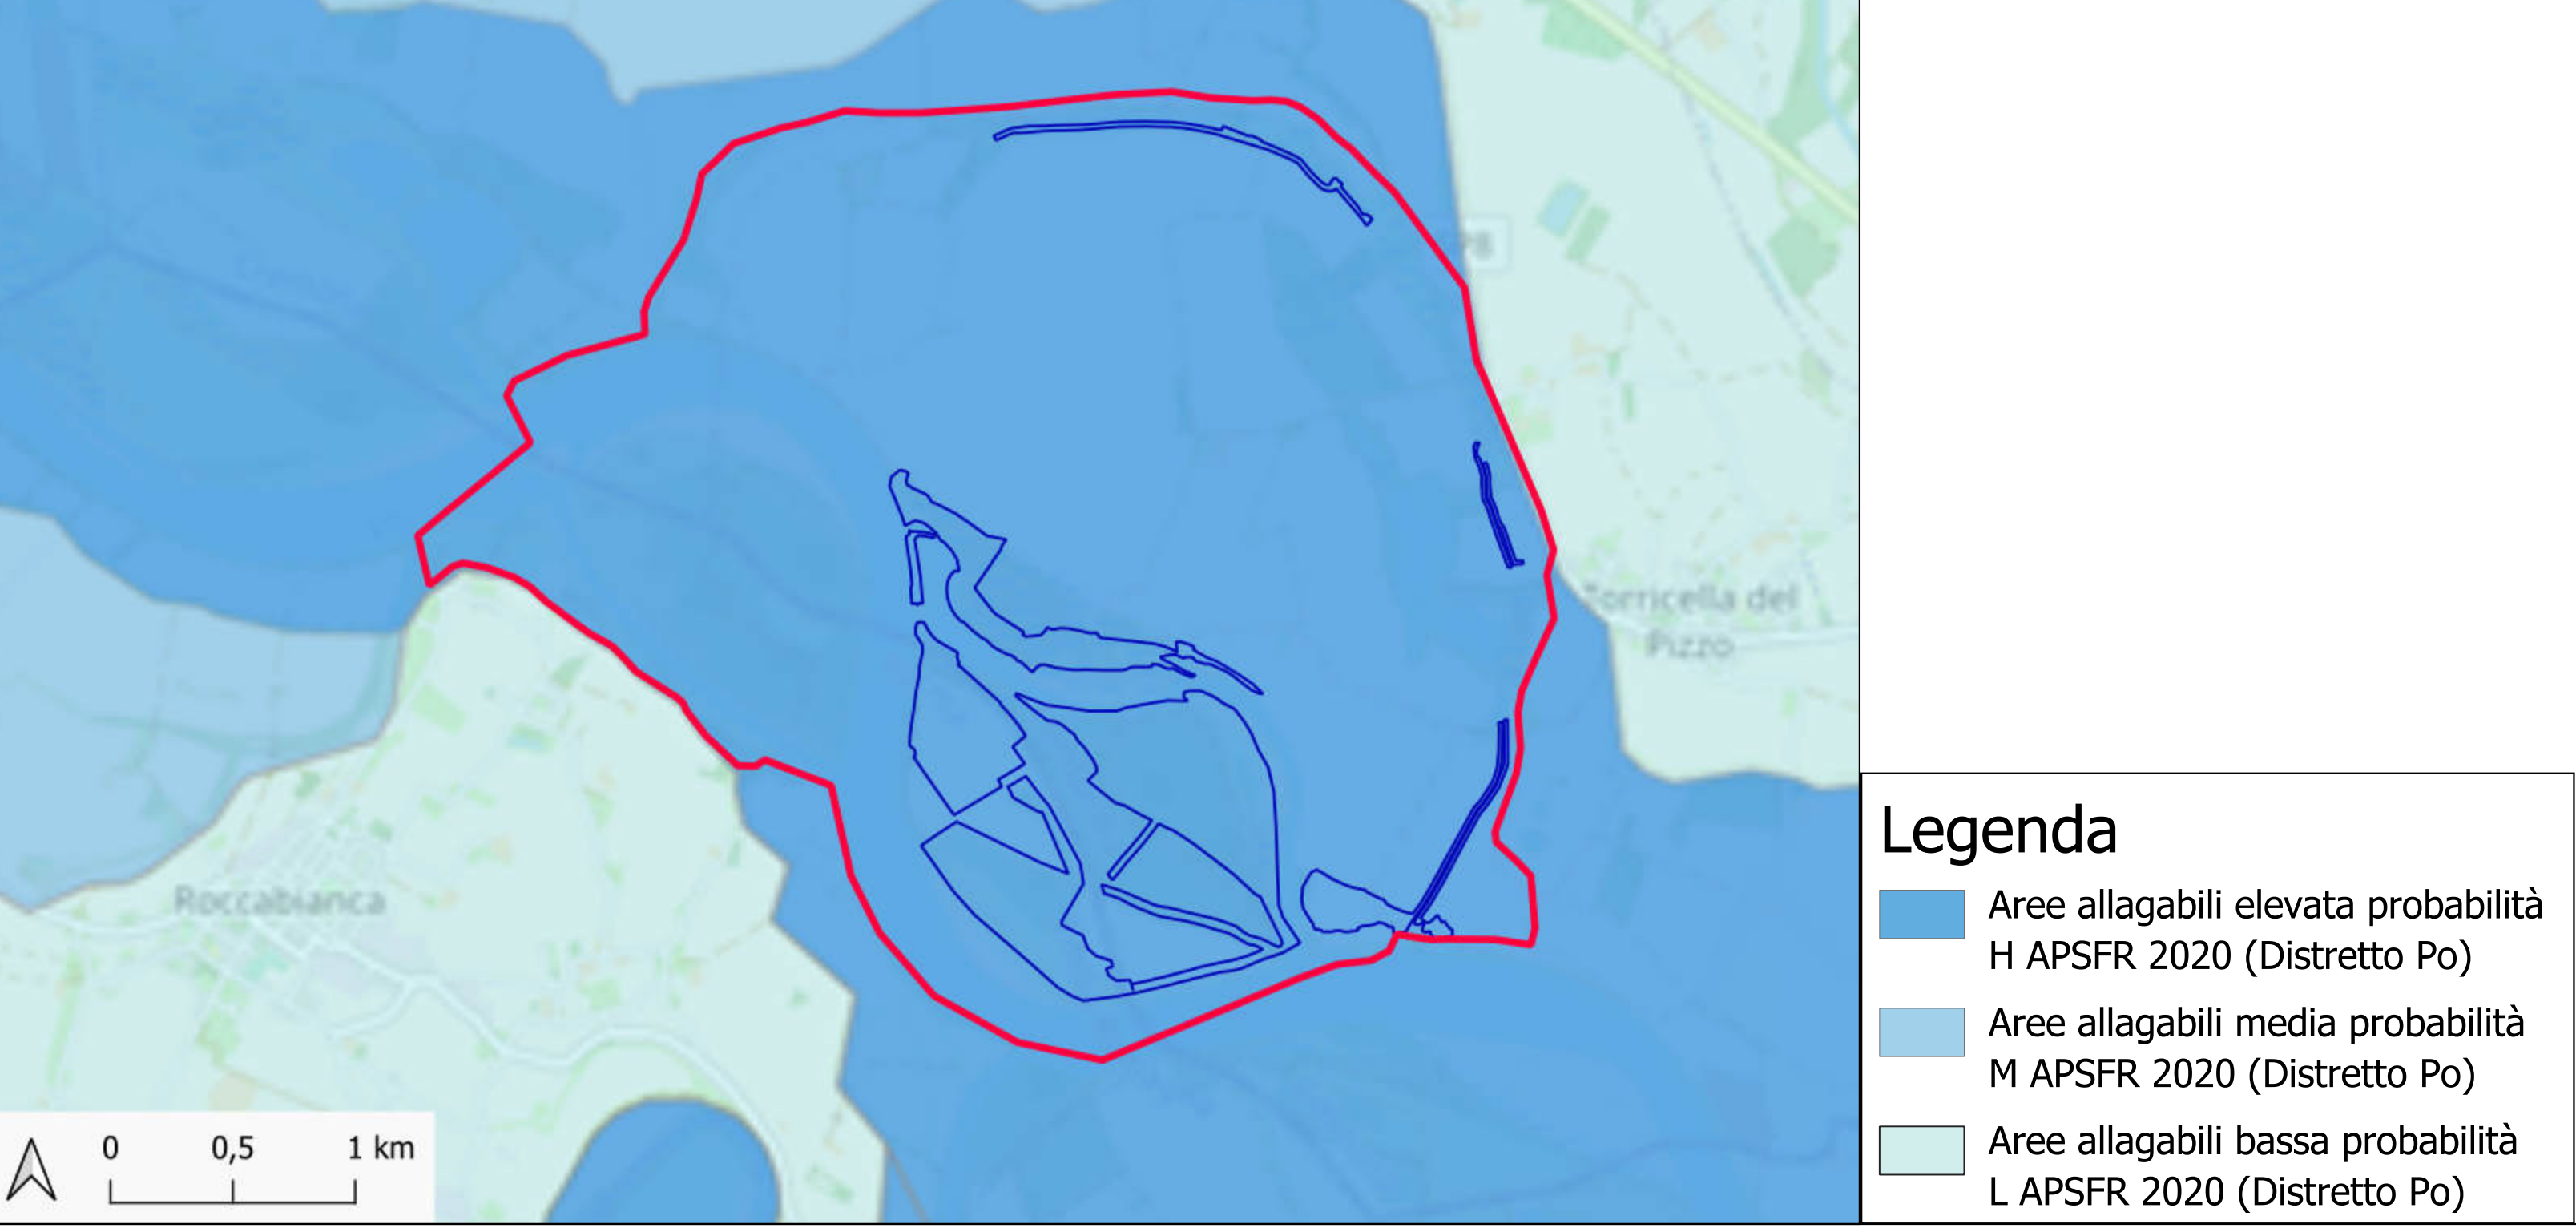 Torricella del
Pizzo
Roccabianca
0 0,5 1 km
Legenda
Aree allagabili elevata probabilità
H APSFR 2020 (Distretto Po)
Aree allagabili media probabilità
M APSFR 2020 (Distretto Po)
Aree allagabili bassa probabilità
L APSFR 2020 (Distretto Po)